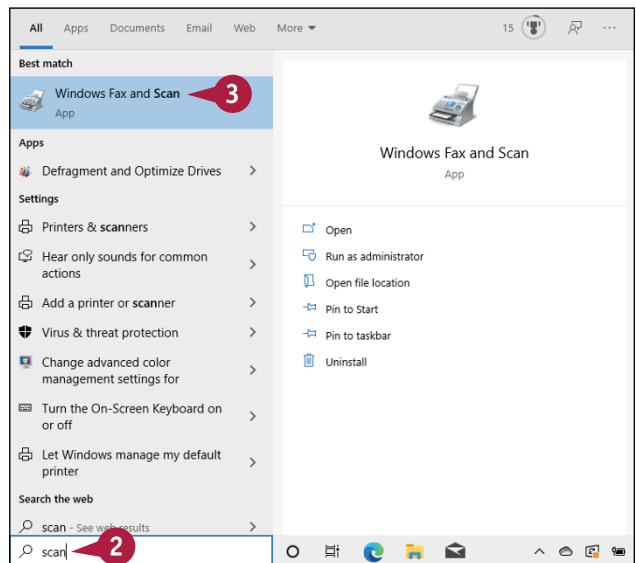 All Apps Documents Email Web More 15 ...
Best match
Windows Fax and Scan 3
App
Apps
Defragment and Optimize Drives
Settings
Printers & scanners
Hear only sounds for common
actions
Add a printer or scanner
Virus & threat protection
Change advanced color
management settings for
Turn the On-Screen Keyboard on
or off
Let Windows manage my default
printer
Search the web
scan - See web results
scan 2
Windows Fax and Scan
App
Open
Run as administrator
Open file location
Pin to Start
Pin to taskbar
Uninstall